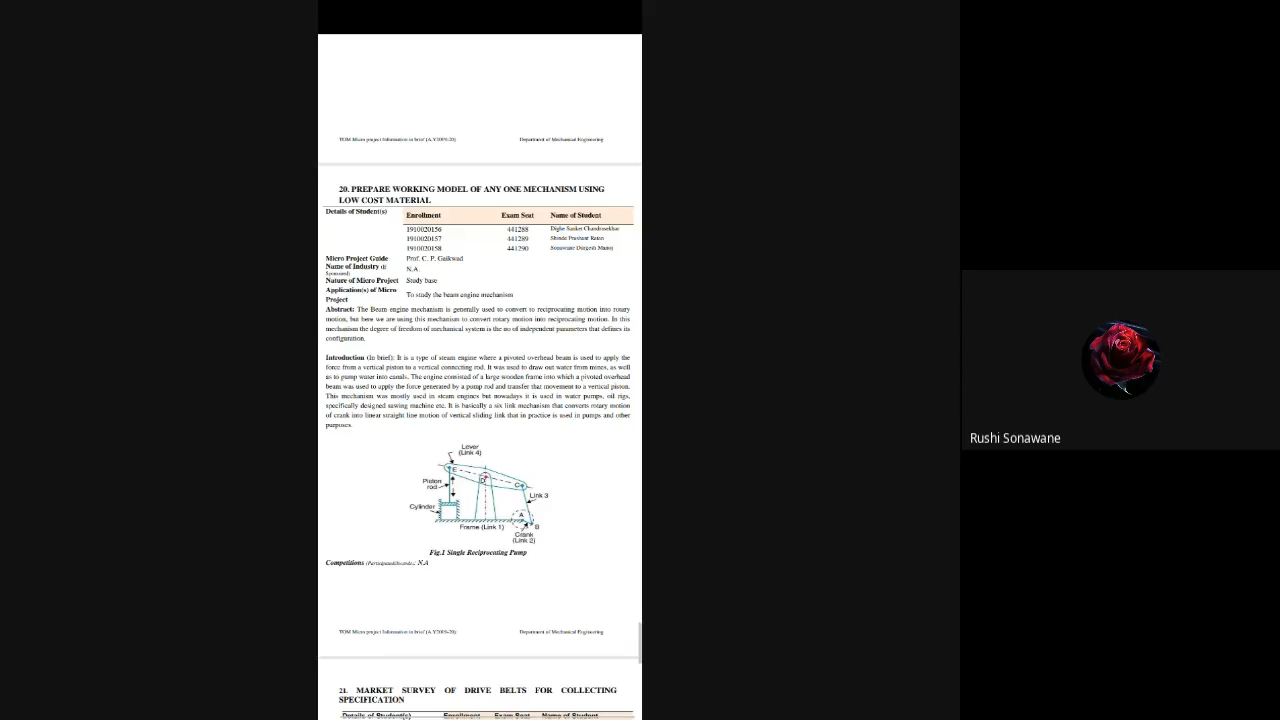 TOM Micro project Information in brief (A.Y2019-20) Department of Mechanical Engineering
20. PREPARE WORKING MODEL OF ANY ONE MECHANISM USING
LOW COST MATERIAL
Details of Student(s) Enrollment Exam Seat Name of Student
1910020156 441288 Dighe Sanket Chandrasekhar
1910020157 441289 Shinde Prashant Ratan
1910020158 441290 Sonawane Durgesh Manoj
Micro Project Guide Prof. C. P. Gaikwad
Name of Industry (If
Sponsored) N.A.
Nature of Micro Project Study base
Application(s) of Micro
Project To study the beam engine mechanism
Abstract: The Beam engine mechanism is generally used to convert to reciprocating motion into rotary
motion, but here we are using this mechanism to convert rotary motion into reciprocating motion. In this
mechanism the degree of freedom of mechanical system is the no of independent parameters that defines its
configuration.
Introduction (In brief): It is a type of steam engine where a pivoted overhead beam is used to apply the
force from a vertical piston to a vertical connecting rod. It was used to draw out water from mines, as well
as to pump water into canals. The engine consisted of a large wooden frame into which a pivoted overhead
beam was used to apply the force generated by a pump rod and transfer that movement to a vertical piston.
This mechanism was mostly used in steam engines but nowadays it is used in water pumps, oil rigs,
specifically designed sawing machine etc. It is basically a six link mechanism that converts rotary motion
of crank into linear straight line motion of vertical sliding link that in practice is used in pumps and other
purposes.
Lever
(Link 4)
E
D
C
Piston
rod
Link 3
Cylinder
A
B
Frame (Link 1)
Crank
(Link 2)
Fig.1 Single Reciprocating Pump
Competitions : N.A
TOM Micro project Information in brief (A.Y2019-20) Department of Mechanical Engineering
21. MARKET SURVEY OF DRIVE BELTS FOR COLLECTING
SPECIFICATION
Details of Student(s) Enrollment Exam Seat Name of Student
Rushi Sonawane